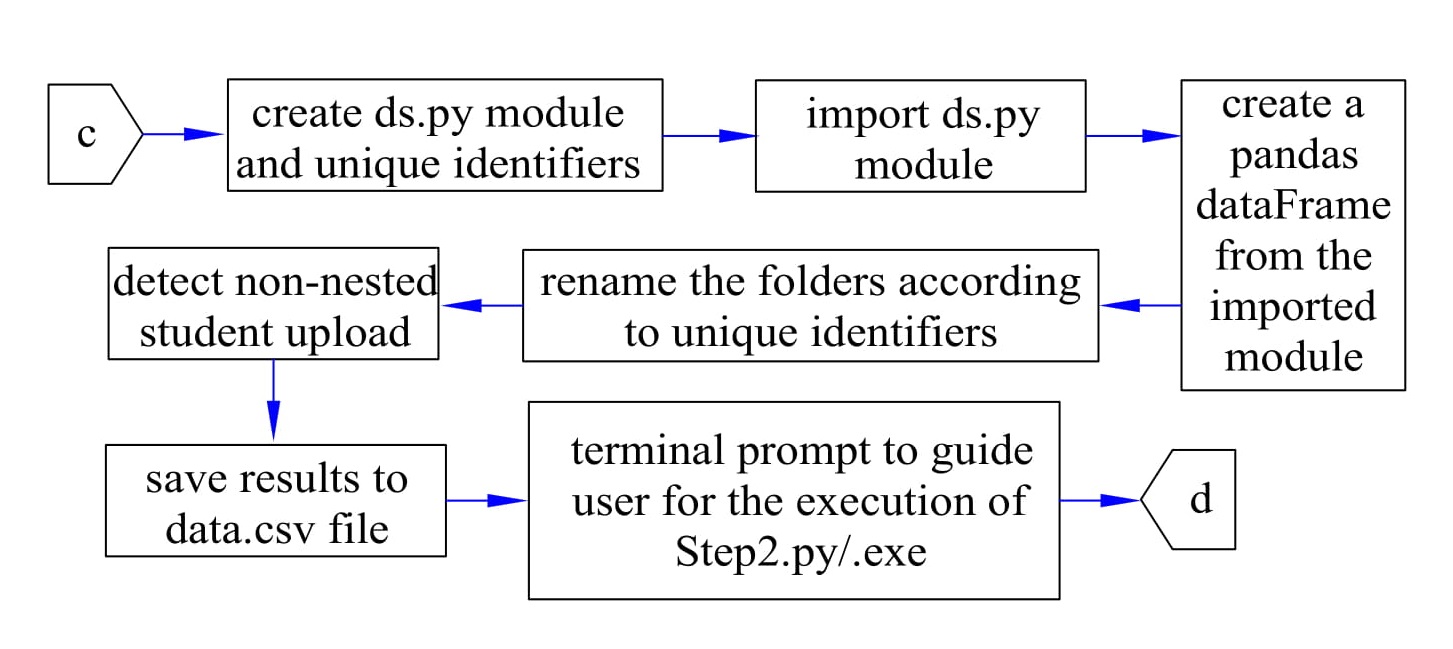 c
create ds.py module
and unique identifiers
import ds.py
module
create a
pandas
dataFrame
from the
imported
module
rename the folders according
to unique identifiers
detect non-nested
student upload
save results to
data.csv file
terminal prompt to guide
user for the execution of
Step2.py/.exe
d